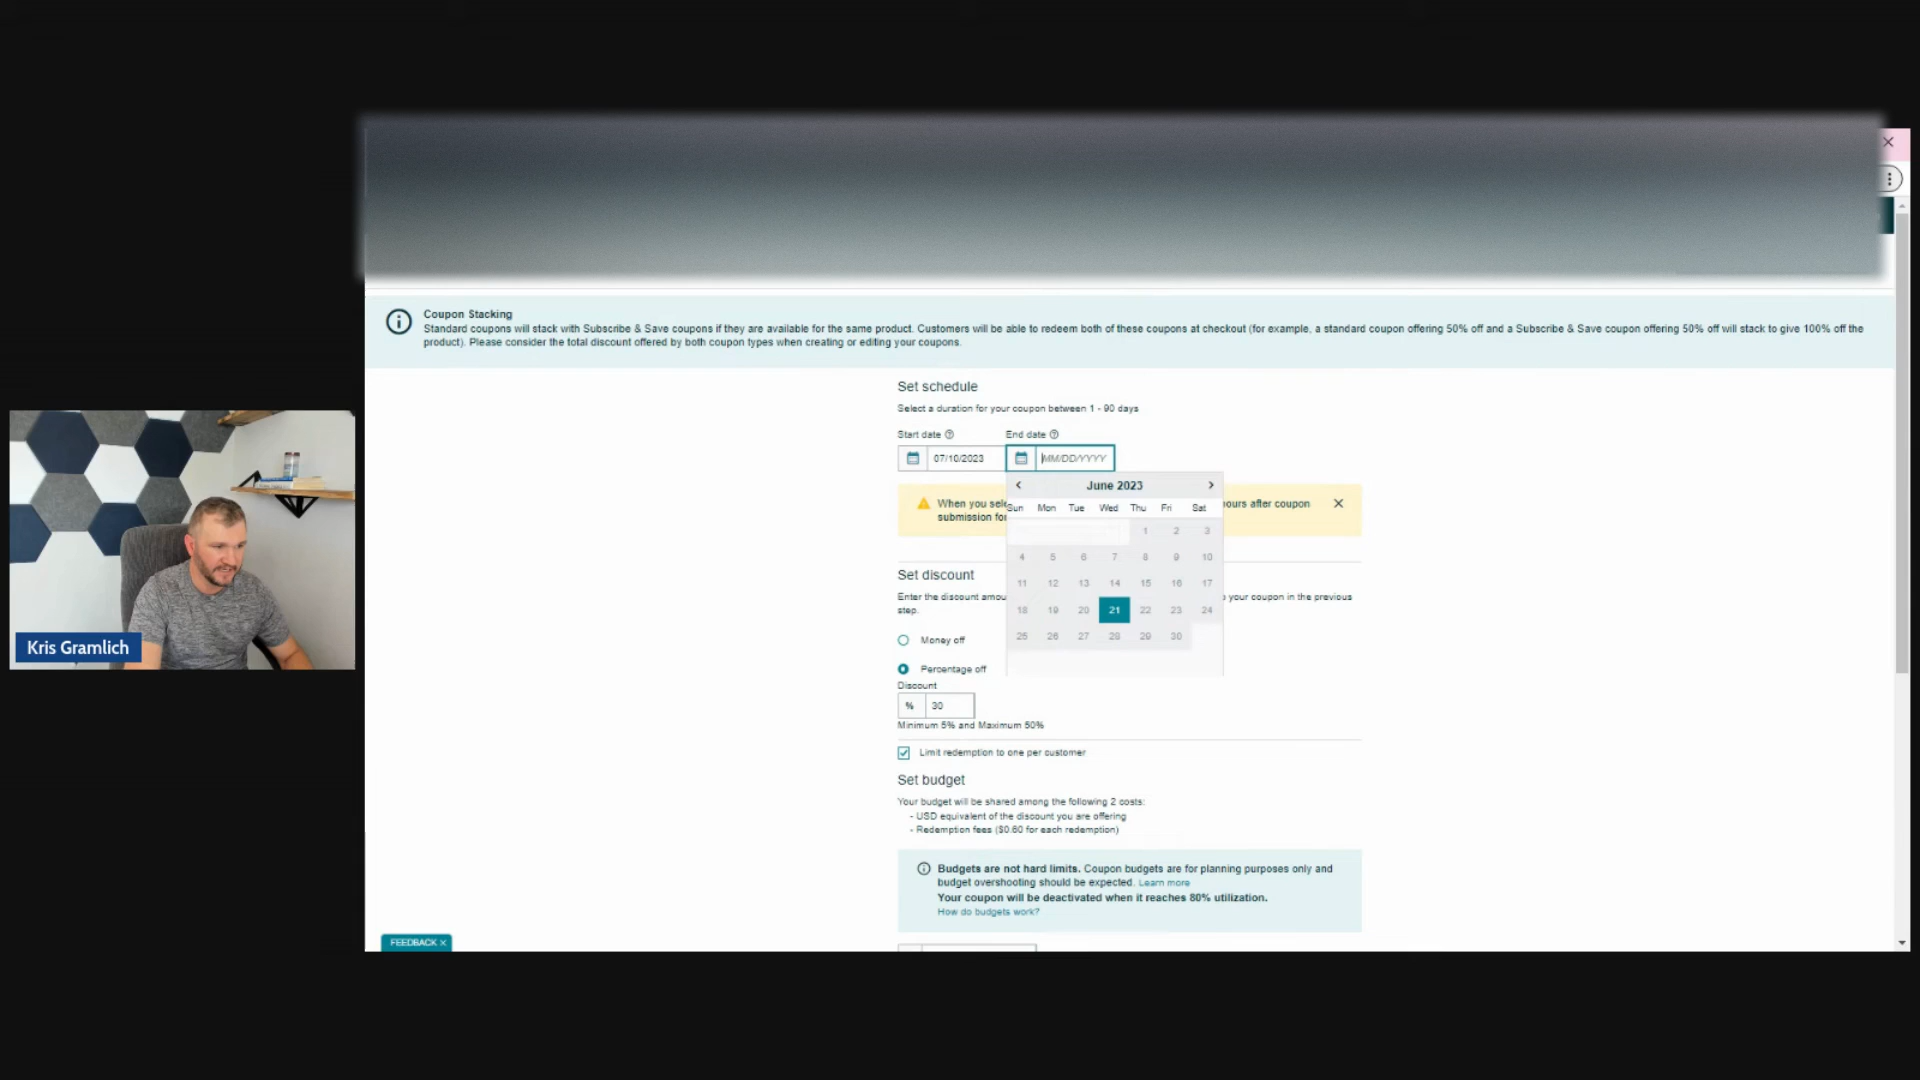 Coupon Stacking
Standard coupons will stack with Subscribe & Save coupons if they are available for the same product. Customers will be able to redeem both of these coupons at checkout (for example, a standard coupon offering 50% off and a Subscribe & Save coupon offering 50% off will stack to give 100% off the
product). Please consider the total discount offered by both coupon types when creating or editing your coupons.
Set schedule
Select a duration for your coupon between 1 - 90 days
Start date End date
07/10/2023 MM/DD/YYYY
June 2023
When you sele ours after coupon
submission for
Sun Mon Tue Wed Thu Fri Sat
1 2 3
4 5 6 7 8 9 10
11 12 13 14 15 16 17
18 19 20 21 22 23 24
25 26 27 28 29 30
Set discount
Enter the discount amou your coupon in the previous
step.
Money off
Percentage off
Discount
% 30
Minimum 5% and Maximum 50%
Limit redemption to one per customer
Set budget
Your budget will be shared among the following 2 costs:
- USD equivalent of the discount you are offering
- Redemption fees ($0.60 for each redemption)
Budgets are not hard limits. Coupon budgets are for planning purposes only and
budget overshooting should be expected. Learn more
Your coupon will be deactivated when it reaches 80% utilization.
How do budgets work?
FEEDBACK X
Kris Gramlich